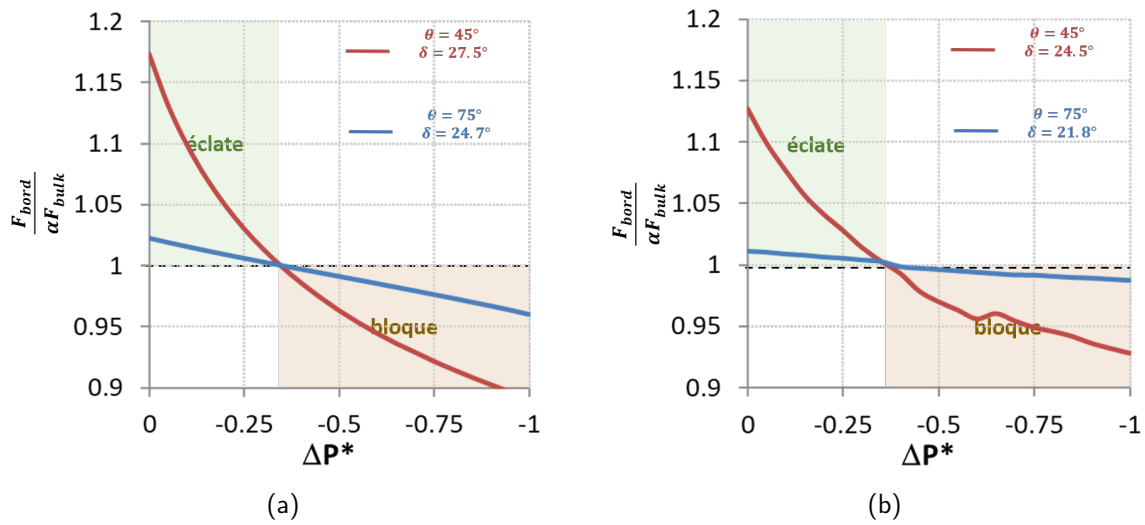 1.2
1.15
1.1
1.05
1
0.95
0.9
F_bord
αF_bulk
θ = 45°
δ = 27.5°
θ = 75°
δ = 24.7°
éclate
bloque
0
-0.25
-0.5
-0.75
-1
ΔP*
(a)
1.2
1.15
1.1
1.05
1
0.95
0.9
F_bord
αF_bulk
θ = 45°
δ = 24.5°
θ = 75°
δ = 21.8°
éclate
bloque
0
-0.25
-0.5
-0.75
-1
ΔP*
(b)